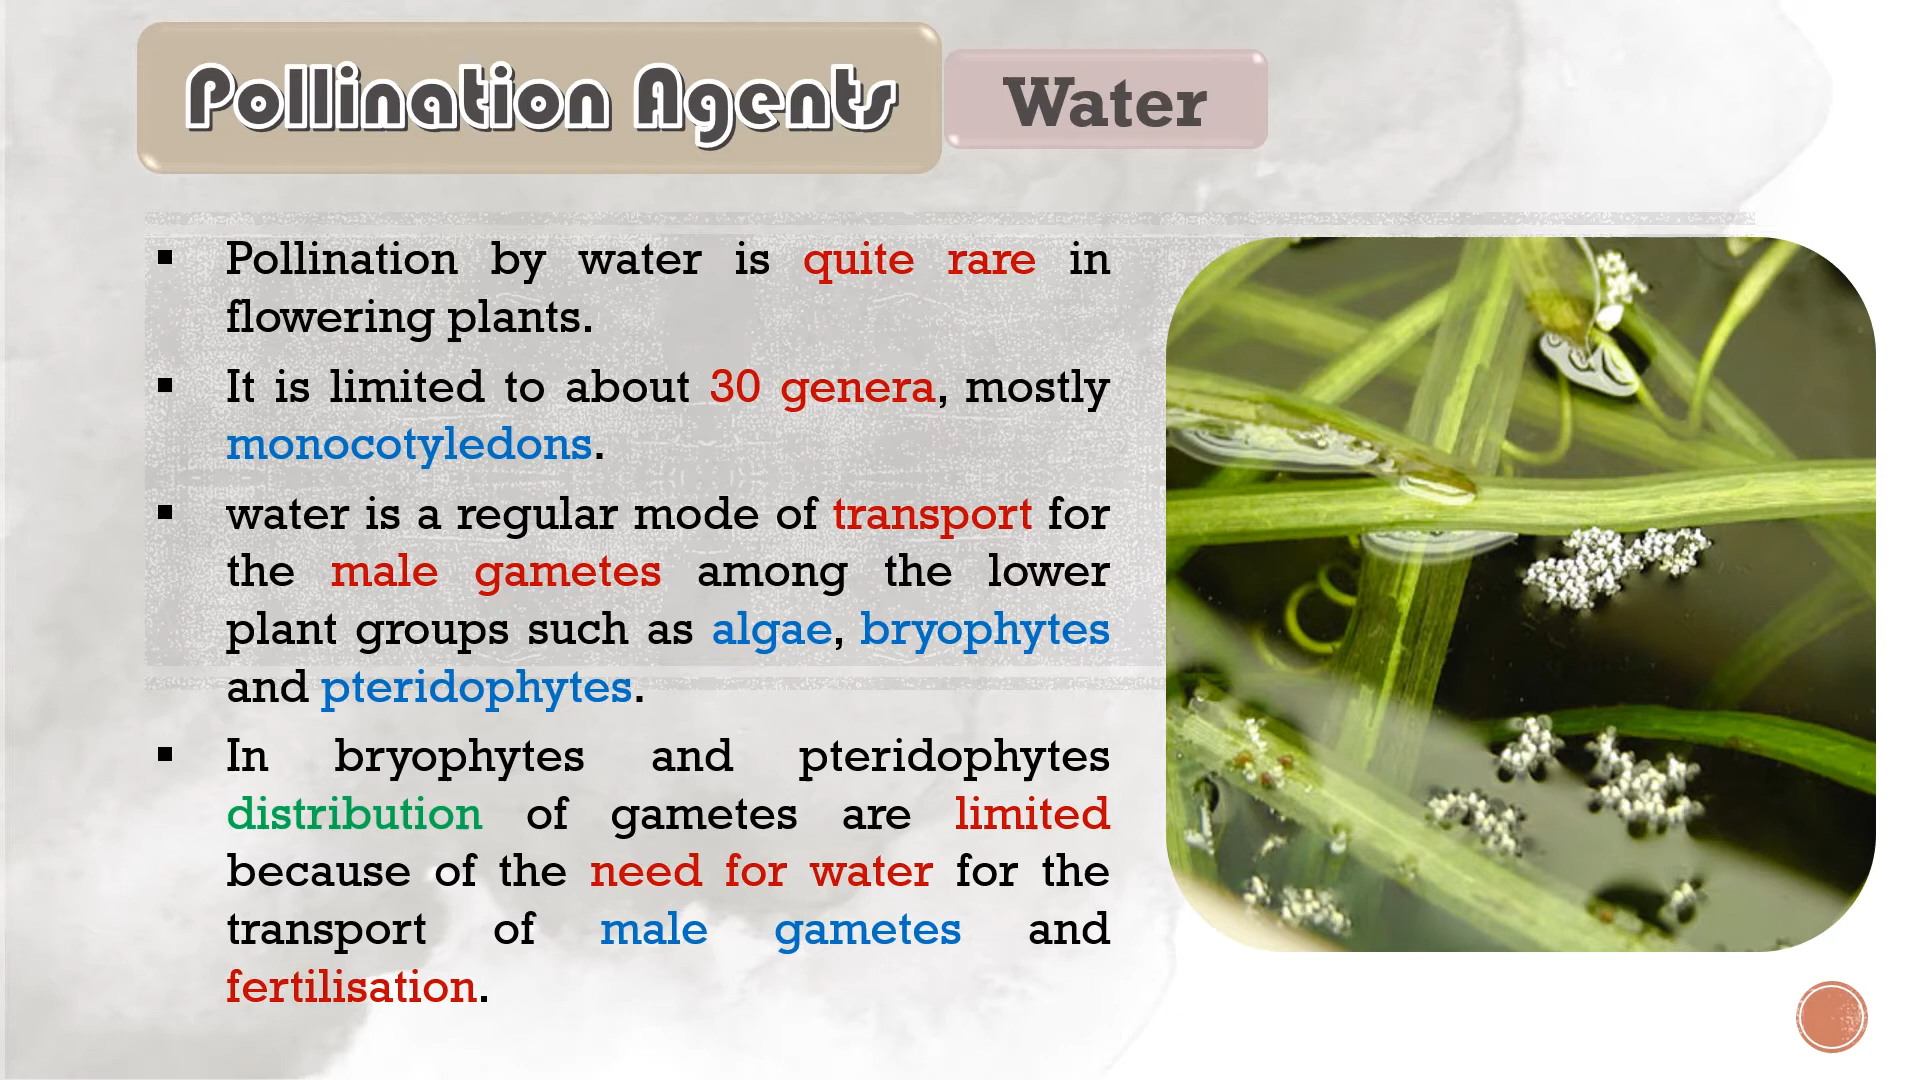 Pollination Agents
Water
▪ Pollination by water is quite rare in
flowering plants.
▪ It is limited to about 30 genera, mostly
monocotyledons.
▪ water is a regular mode of transport for
the male gametes among the lower
plant groups such as algae, bryophytes
and pteridophytes.
▪ In bryophytes and pteridophytes
distribution of gametes are limited
because of the need for water for the
transport of male gametes and
fertilisation.